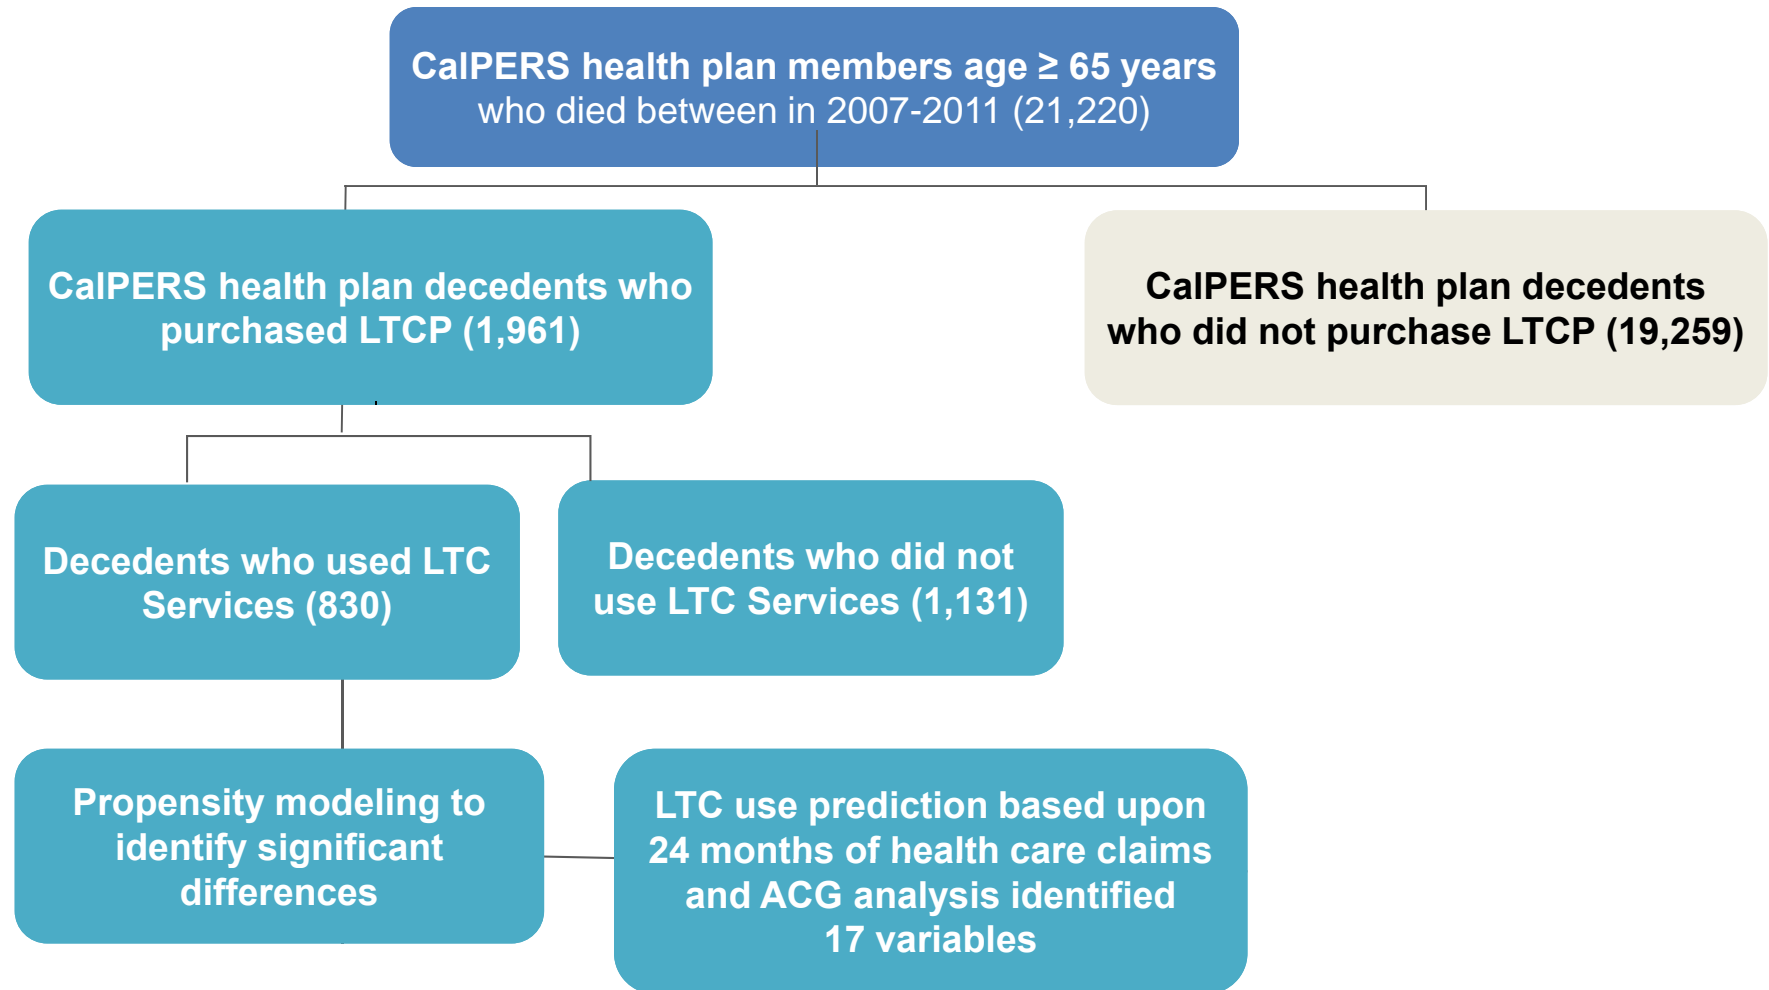 CalPERS health plan members age ≥ 65 years
who died between in 2007-2011 (21,220)
CalPERS health plan decedents who
purchased LTCP (1,961)
CalPERS health plan decedents
who did not purchase LTCP (19,259)
Decedents who used LTC
Services (830)
Decedents who did not
use LTC Services (1,131)
Propensity modeling to
identify significant
differences
LTC use prediction based upon
24 months of health care claims
and ACG analysis identified
17 variables